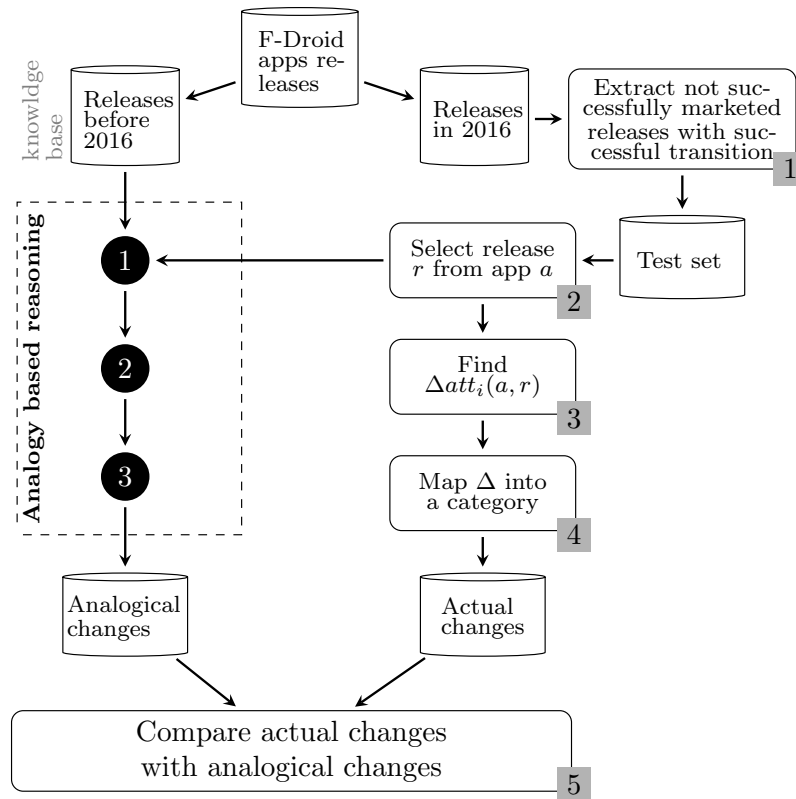 F-Droid
apps re-
leases
knowldge
base
Releases
before
2016
Releases
in 2016
Extract not suc-
cessfully marketed
releases with suc-
cessful transition
1
Analogy based reasoning
1
Select release
r from app a
2
Test set
2
Find
Δatt_i(a, r)
3
3
Map Δ into
a category
4
Analogical
changes
Actual
changes
Compare actual changes
with analogical changes
5